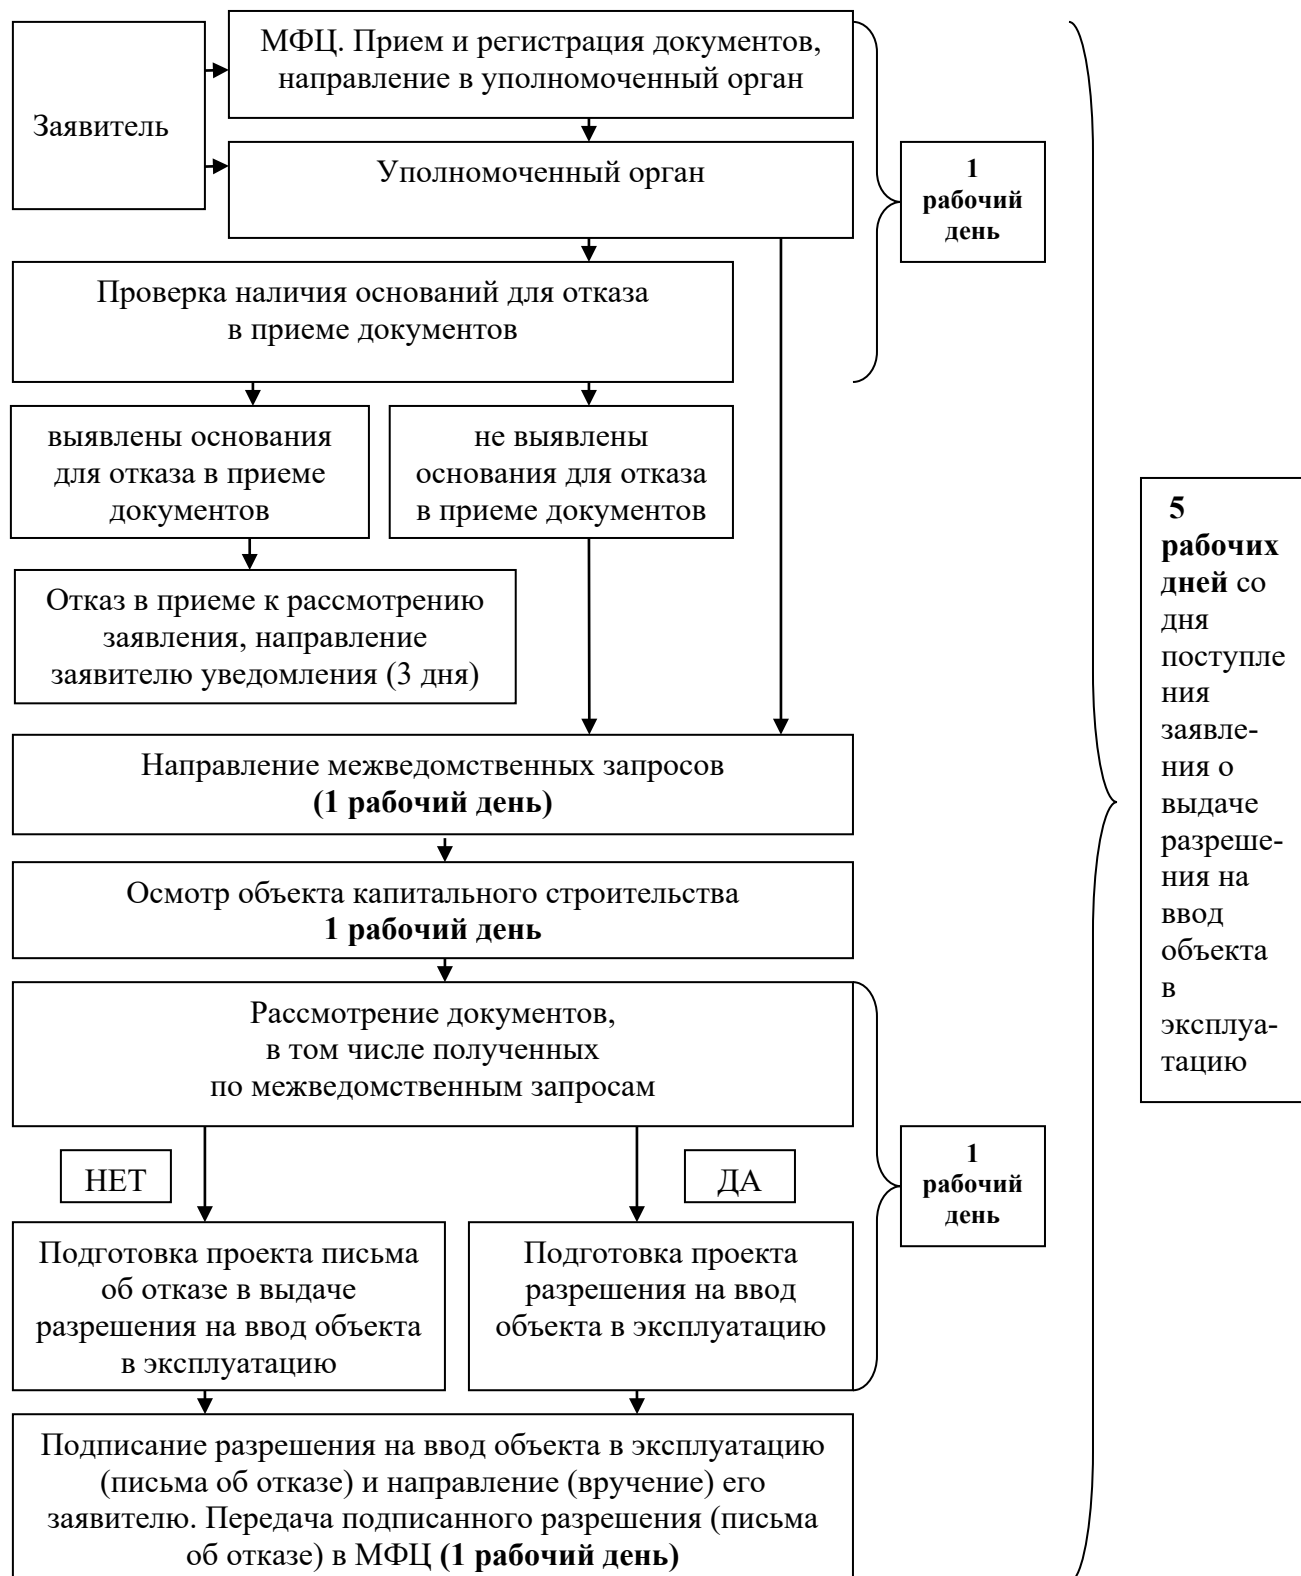 МФЦ. Прием и регистрация документов,
направление в уполномоченный орган
Заявитель
Уполномоченный орган
1
рабочий
день
Проверка наличия оснований для отказа
в приеме документов
выявлены основания
для отказа в приеме
документов
не выявлены
основания для отказа
в приеме документов
Отказ в приеме к рассмотрению
заявления, направление
заявителю уведомления (3 дня)
5
рабочих
дней со
дня
поступле
ния
заявле-
ния о
выдаче
разреше-
ния на
ввод
объекта
в
эксплуа-
тацию
Направление межведомственных запросов
(1 рабочий день)
Осмотр объекта капитального строительства
1 рабочий день
Рассмотрение документов,
в том числе полученных
по межведомственным запросам
НЕТ
ДА
1
рабочий
день
Подготовка проекта письма
об отказе в выдаче
разрешения на ввод объекта
в эксплуатацию
Подготовка проекта
разрешения на ввод
объекта в эксплуатацию
Подписание разрешения на ввод объекта в эксплуатацию
(письма об отказе) и направление (вручение) его
заявителю. Передача подписанного разрешения (письма
об отказе) в МФЦ (1 рабочий день)